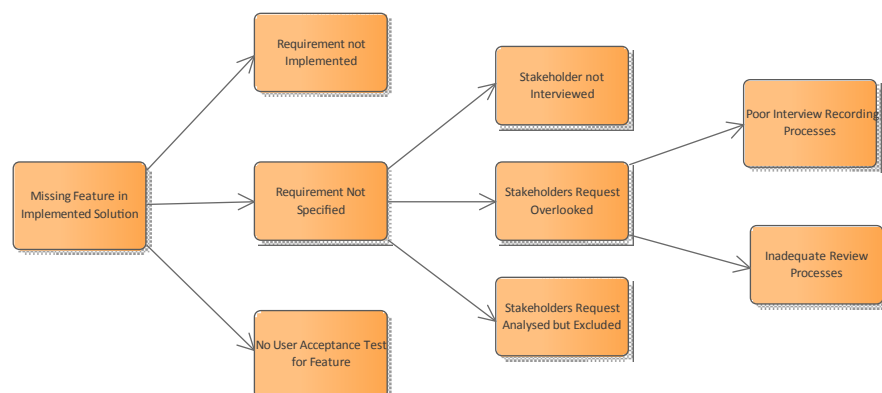 Requirement not
Implemented
Stakeholder not
Interviewed
Poor Interview Recording
Processes
Missing Feature in
Implemented Solution
Requirement Not
Specified
Stakeholders Request
Overlooked
Inadequate Review
Processes
Stakeholders Request
Analysed but Excluded
No User Acceptance Test
for Feature